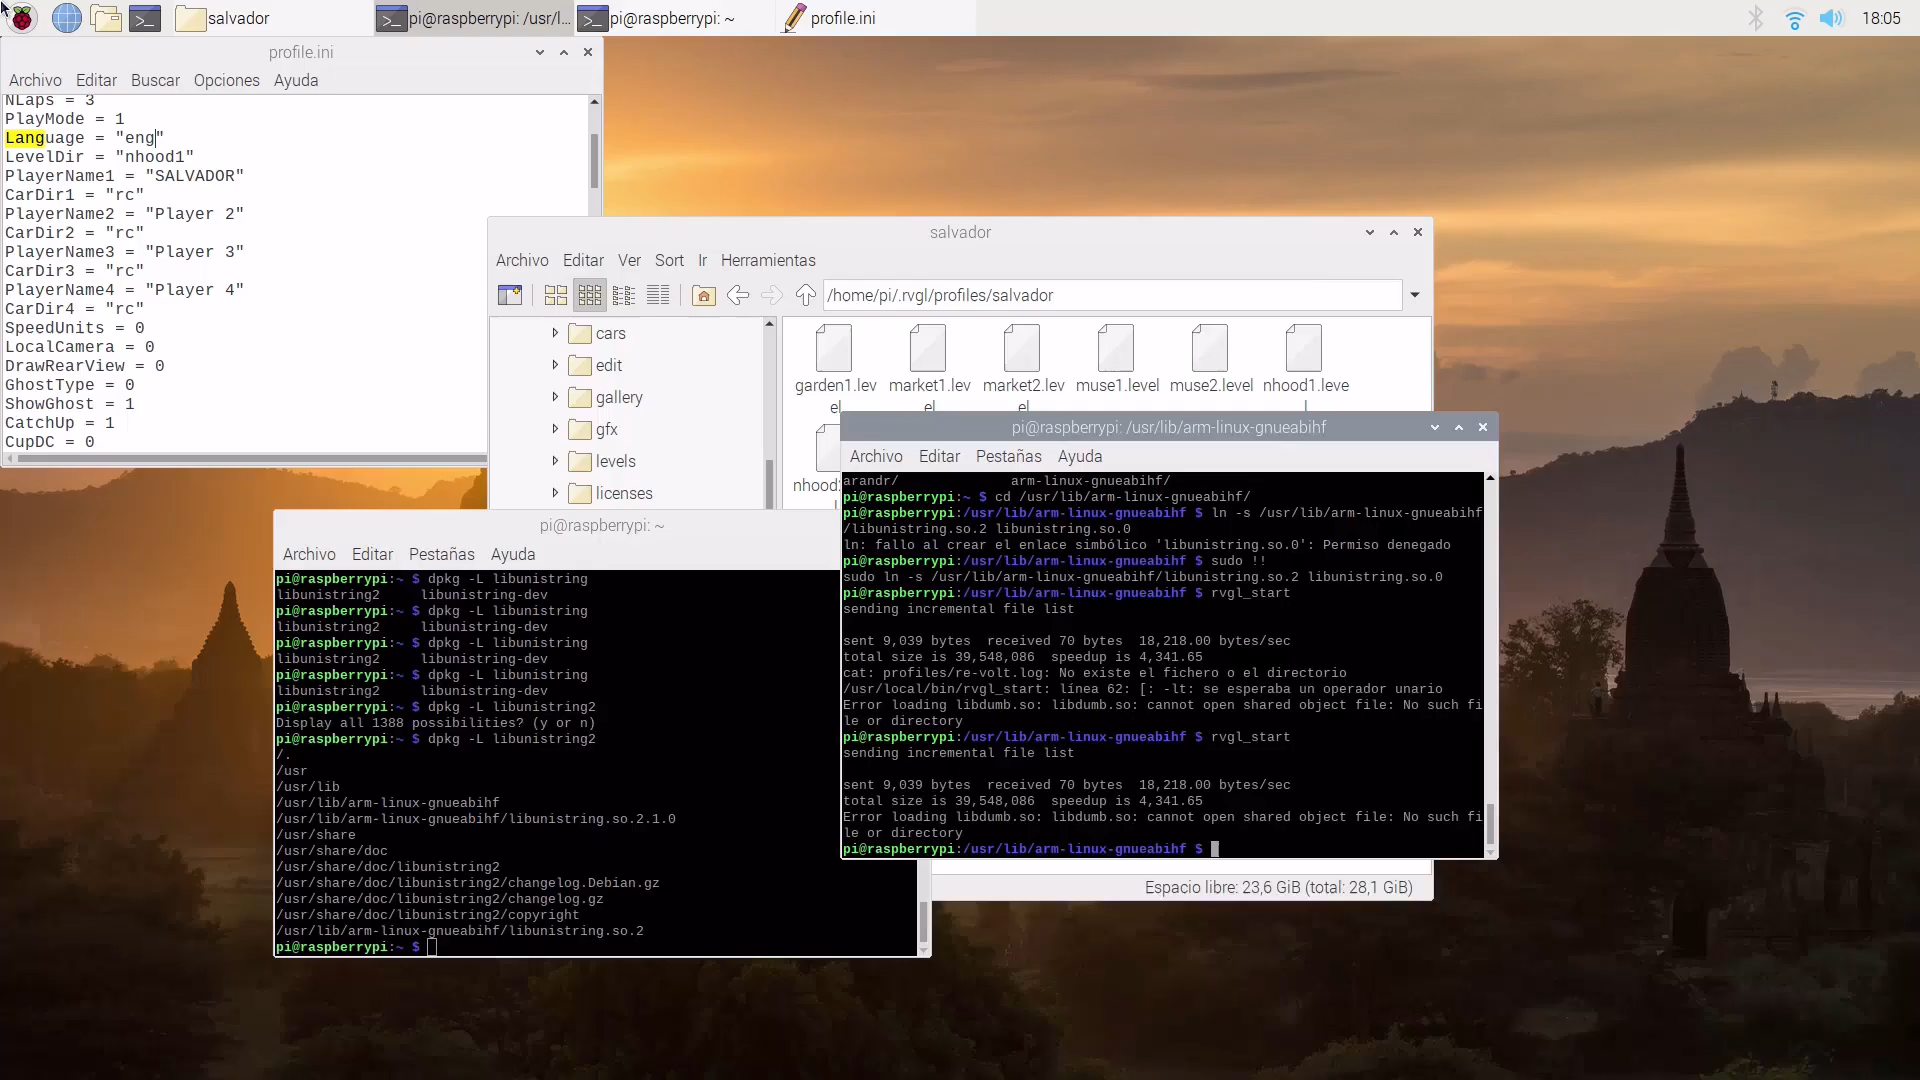 salvador
pi@raspberrypi: /usr/l...
pi@raspberrypi: ~
profile.ini
18:05
profile.ini
Archivo Editar Buscar Opciones Ayuda
NLaps = 3
PlayMode = 1
Language = "eng"
LevelDir = "nhood1"
PlayerName1 = "SALVADOR"
CarDir1 = "rc"
PlayerName2 = "Player 2"
CarDir2 = "rc"
PlayerName3 = "Player 3"
CarDir3 = "rc"
PlayerName4 = "Player 4"
CarDir4 = "rc"
SpeedUnits = 0
LocalCamera = 0
DrawRearView = 0
GhostType = 0
ShowGhost = 1
CatchUp = 1
CupDC = 0
salvador
Archivo Editar Ver Sort Ir Herramientas
/home/pi/.rvgl/profiles/salvador
cars
edit
gallery
gfx
levels
licenses
garden1.lev
el
market1.lev
el
market2.lev
el
muse1.level
muse2.level
nhood1.leve
l
nhood
Espacio libre: 23,6 GiB (total: 28,1 GiB)
pi@raspberrypi: ~
Archivo Editar Pestañas Ayuda
pi@raspberrypi:~ $ dpkg -L libunistring
libunistring2 libunistring-dev
pi@raspberrypi:~ $ dpkg -L libunistring
libunistring2 libunistring-dev
pi@raspberrypi:~ $ dpkg -L libunistring
libunistring2 libunistring-dev
pi@raspberrypi:~ $ dpkg -L libunistring
libunistring2 libunistring-dev
pi@raspberrypi:~ $ dpkg -L libunistring2
Display all 1388 possibilities? (y or n)
pi@raspberrypi:~ $ dpkg -L libunistring2
/.
/usr
/usr/lib
/usr/lib/arm-linux-gnueabihf
/usr/lib/arm-linux-gnueabihf/libunistring.so.2.1.0
/usr/share
/usr/share/doc
/usr/share/doc/libunistring2
/usr/share/doc/libunistring2/changelog.Debian.gz
/usr/share/doc/libunistring2/changelog.gz
/usr/share/doc/libunistring2/copyright
/usr/lib/arm-linux-gnueabihf/libunistring.so.2
pi@raspberrypi:~ $
pi@raspberrypi: /usr/lib/arm-linux-gnueabihf
Archivo Editar Pestañas Ayuda
arandr/ arm-linux-gnueabihf/
pi@raspberrypi:~ $ cd /usr/lib/arm-linux-gnueabihf/
pi@raspberrypi:/usr/lib/arm-linux-gnueabihf $ ln -s /usr/lib/arm-linux-gnueabihf
/libunistring.so.2 libunistring.so.0
ln: fallo al crear el enlace simbólico 'libunistring.so.0': Permiso denegado
pi@raspberrypi:/usr/lib/arm-linux-gnueabihf $ sudo !!
sudo ln -s /usr/lib/arm-linux-gnueabihf/libunistring.so.2 libunistring.so.0
pi@raspberrypi:/usr/lib/arm-linux-gnueabihf $ rvgl_start
sending incremental file list
sent 9,039 bytes received 70 bytes 18,218.00 bytes/sec
total size is 39,548,086 speedup is 4,341.65
cat: profiles/re-volt.log: No existe el fichero o el directorio
/usr/local/bin/rvgl_start: línea 62: [: -lt: se esperaba un operador unario
Error loading libdumb.so: libdumb.so: cannot open shared object file: No such fi
le or directory
pi@raspberrypi:/usr/lib/arm-linux-gnueabihf $ rvgl_start
sending incremental file list
sent 9,039 bytes received 70 bytes 18,218.00 bytes/sec
total size is 39,548,086 speedup is 4,341.65
Error loading libdumb.so: libdumb.so: cannot open shared object file: No such fi
le or directory
pi@raspberrypi:/usr/lib/arm-linux-gnueabihf $